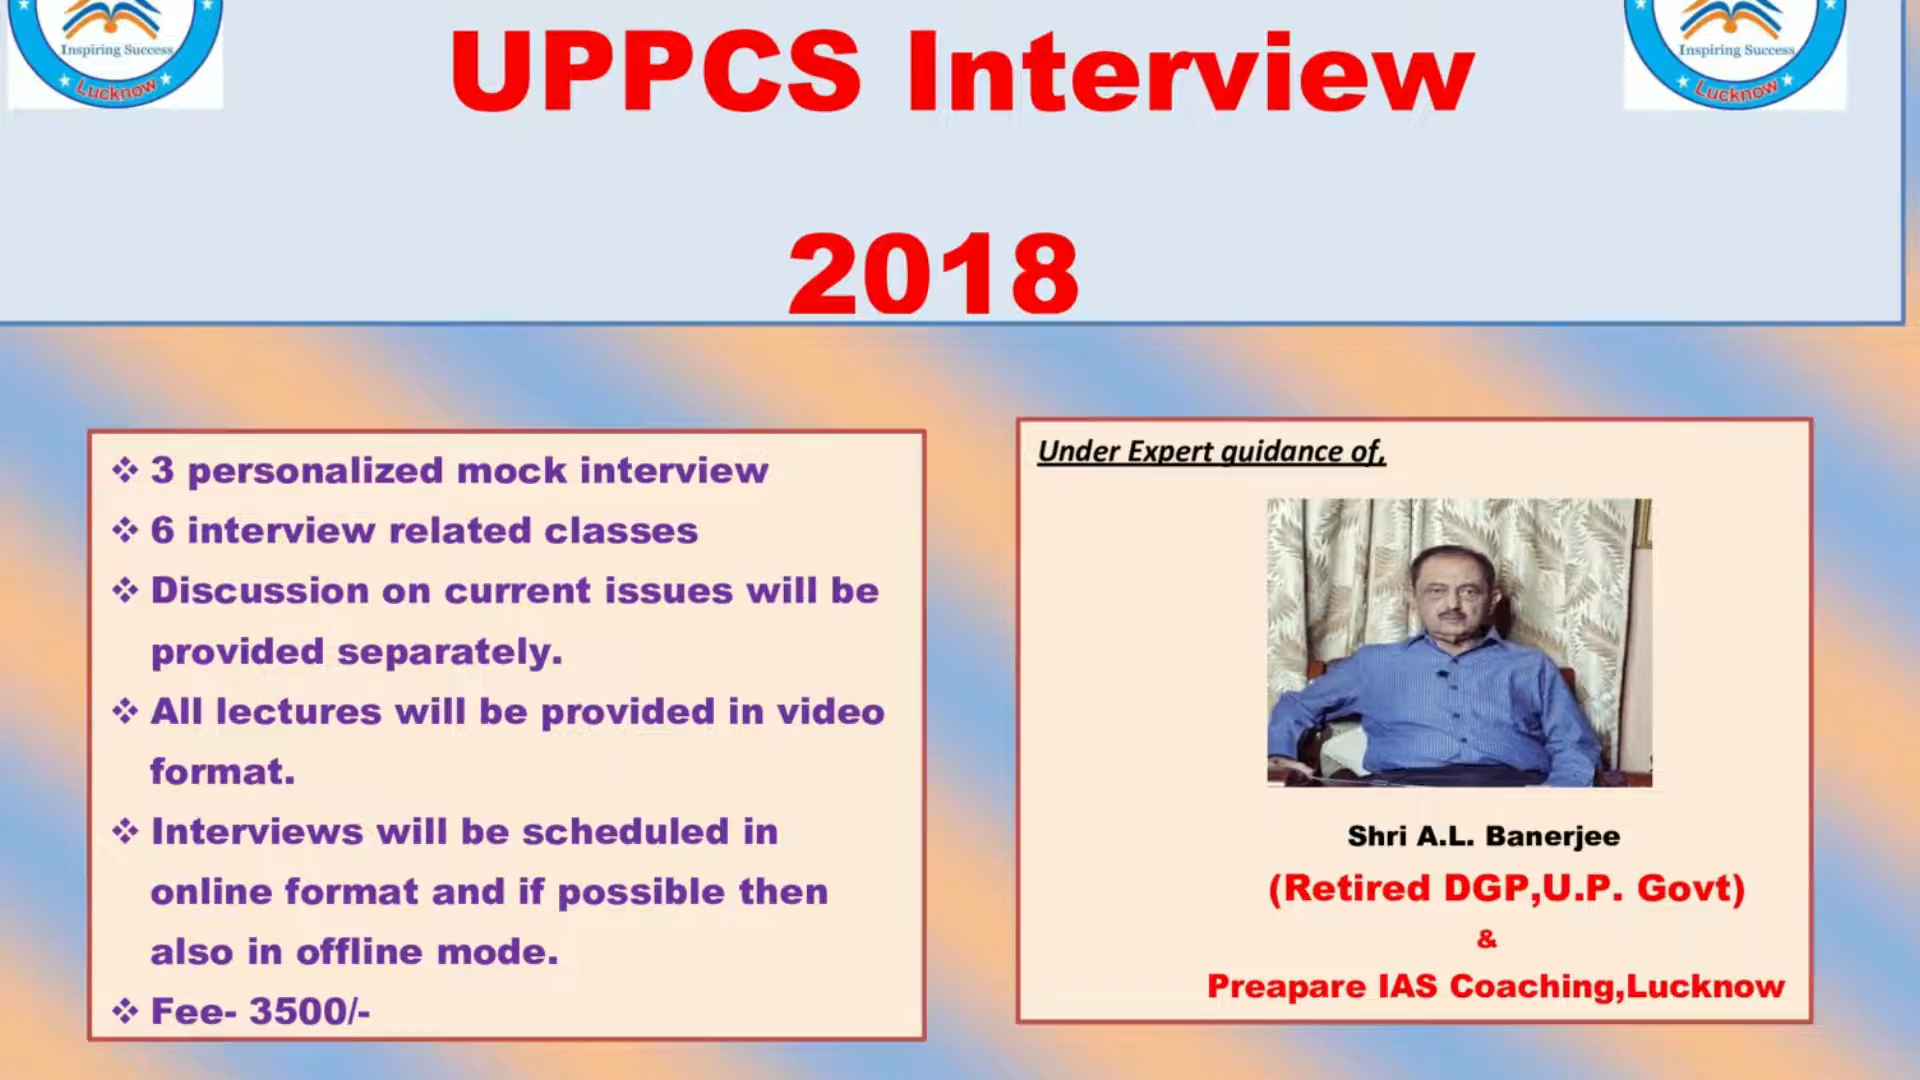 Inspiring Success
Lucknow
UPPCS Interview
Inspiring Success
Lucknow
2018
❖ 3 personalized mock interview
❖ 6 interview related classes
❖ Discussion on current issues will be
provided separately.
❖ All lectures will be provided in video
format.
❖ Interviews will be scheduled in
online format and if possible then
also in offline mode.
❖ Fee- 3500/-
Under Expert guidance of,
Shri A.L. Banerjee
(Retired DGP,U.P. Govt)
&
Preapare IAS Coaching,Lucknow